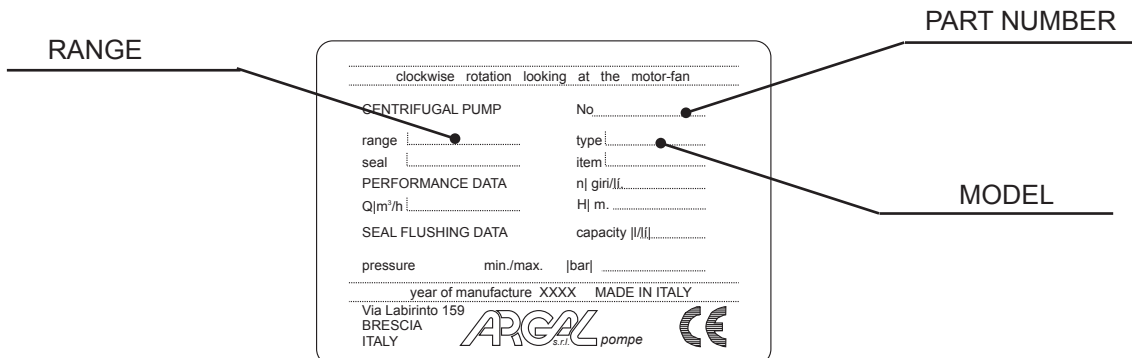 PART NUMBER
RANGE
clockwise rotation looking at the motor-fan
CENTRIFUGAL PUMP No
range type
seal item
PERFORMANCE DATA n| giri/|í.
Q|m³/h H| m.
SEAL FLUSHING DATA capacity |l/|í|
MODEL
pressure min./max. |bar|
year of manufacture XXXX MADE IN ITALY
Via Labirinto 159
BRESCIA
ITALY
ARGAL s.r.l. pompe CE